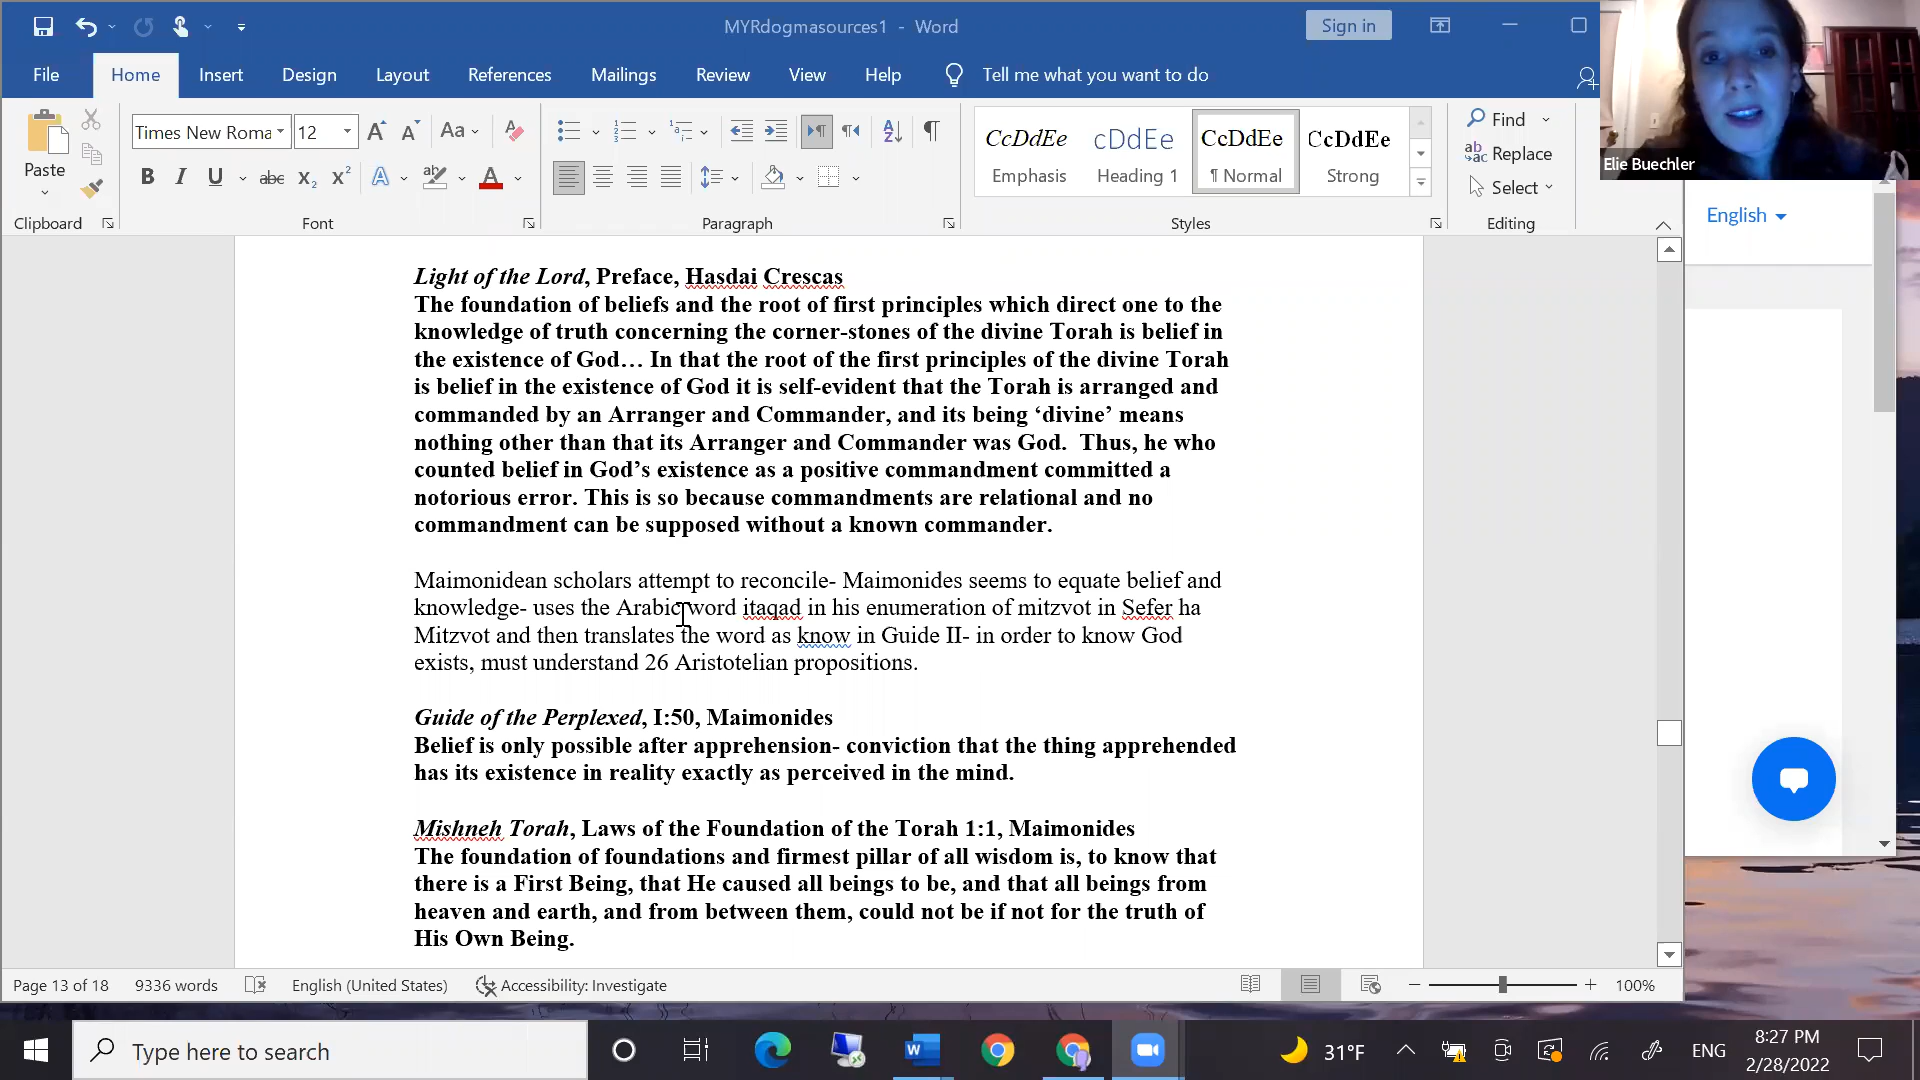 MYRdogmasources1 - Word
Sign in
File Home Insert Design Layout References Mailings Review View Help Tell me what you want to do
Times New Roma 12 Aa
Paste
B I U abc X₂ X² A ab A
CcDdEe CcDdEe CcDdEe CcDdEe
Emphasis Heading 1 ¶ Normal Strong
Find
Replace
Select
Clipboard Font Paragraph Styles Editing
Elie Buechler
English
Light of the Lord, Preface, Hasdai Crescas
The foundation of beliefs and the root of first principles which direct one to the
knowledge of truth concerning the corner-stones of the divine Torah is belief in
the existence of God… In that the root of the first principles of the divine Torah
is belief in the existence of God it is self-evident that the Torah is arranged and
commanded by an Arranger and Commander, and its being ‘divine’ means
nothing other than that its Arranger and Commander was God.  Thus, he who
counted belief in God’s existence as a positive commandment committed a
notorious error. This is so because commandments are relational and no
commandment can be supposed without a known commander.
Maimonidean scholars attempt to reconcile- Maimonides seems to equate belief and
knowledge- uses the Arabic word itaqad in his enumeration of mitzvot in Sefer ha
Mitzvot and then translates the word as know in Guide II- in order to know God
exists, must understand 26 Aristotelian propositions.
Guide of the Perplexed, I:50, Maimonides
Belief is only possible after apprehension- conviction that the thing apprehended
has its existence in reality exactly as perceived in the mind.
Mishneh Torah, Laws of the Foundation of the Torah 1:1, Maimonides
The foundation of foundations and firmest pillar of all wisdom is, to know that
there is a First Being, that He caused all beings to be, and that all beings from
heaven and earth, and from between them, could not be if not for the truth of
His Own Being.
Page 13 of 18 9336 words English (United States) Accessibility: Investigate 100%
Type here to search
31°F
ENG
8:27 PM
2/28/2022